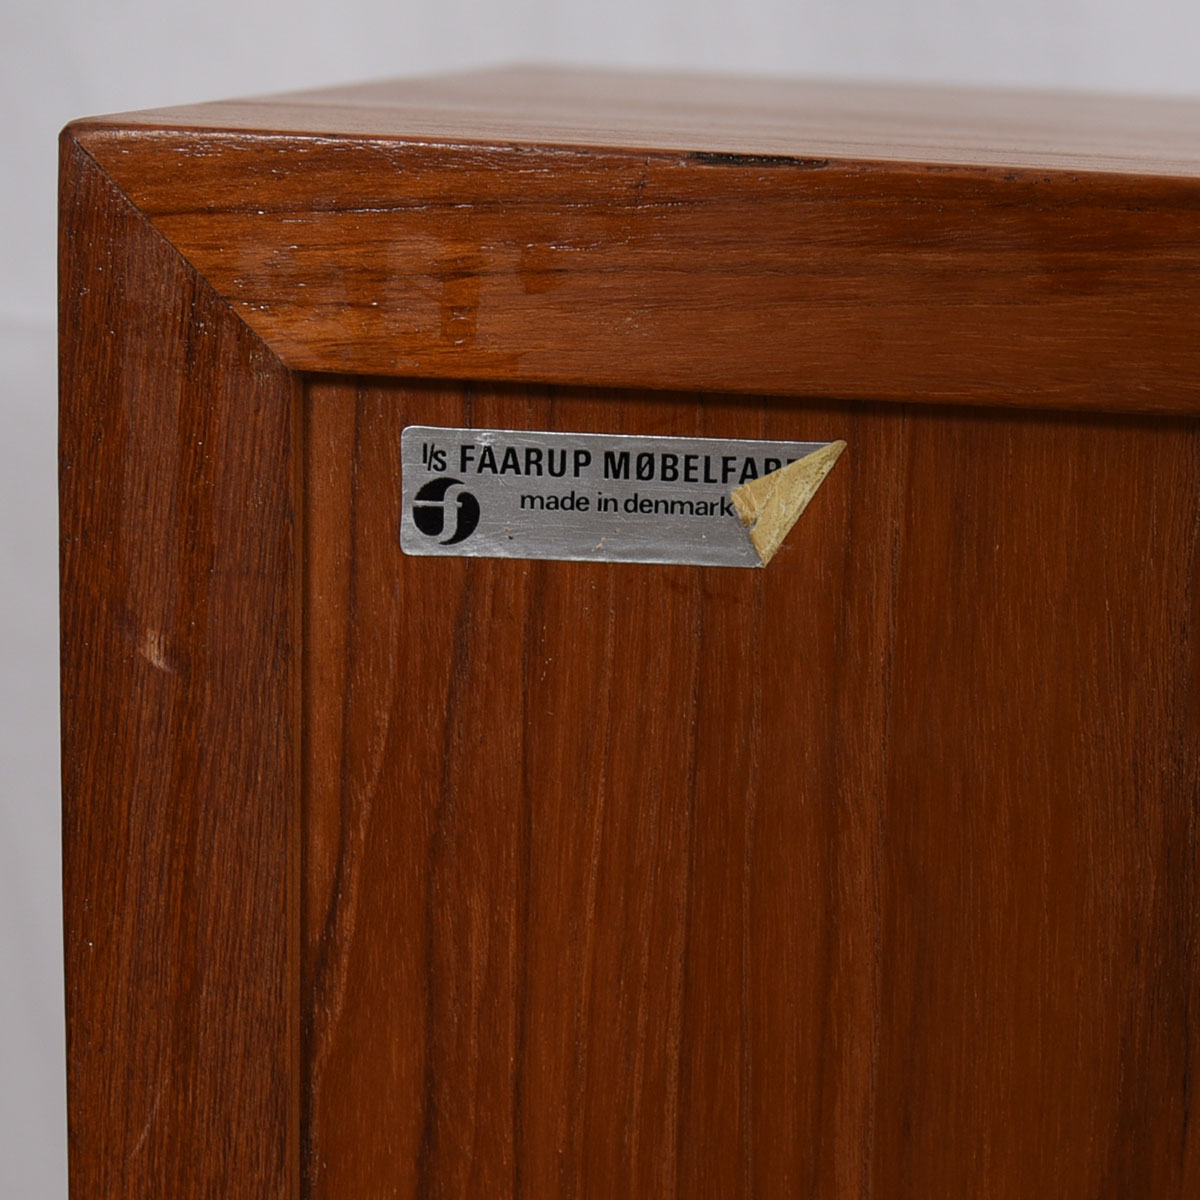 I/S FAARUP MØBELFAB
made in denmark
f